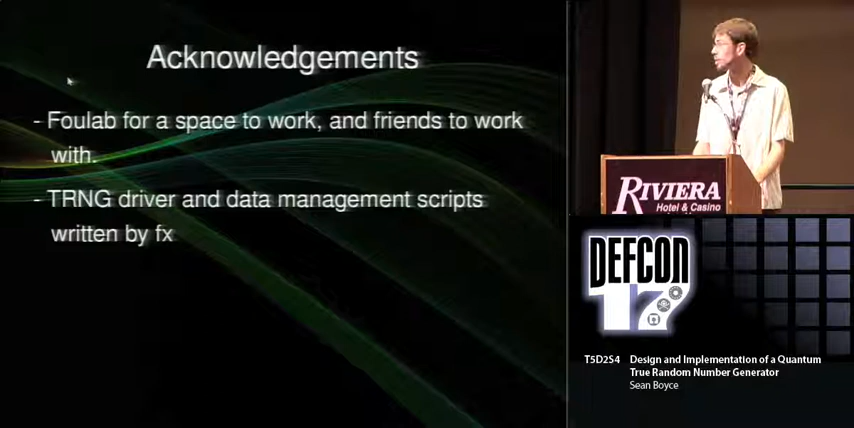 Acknowledgements
- Foulab for a space to work, and friends to work
with.
- TRNG driver and data management scripts
written by fx
RIVIERA
Hotel & Casino
DEFCON
17
T5D2S4 Design and Implementation of a Quantum
True Random Number Generator
Sean Boyce